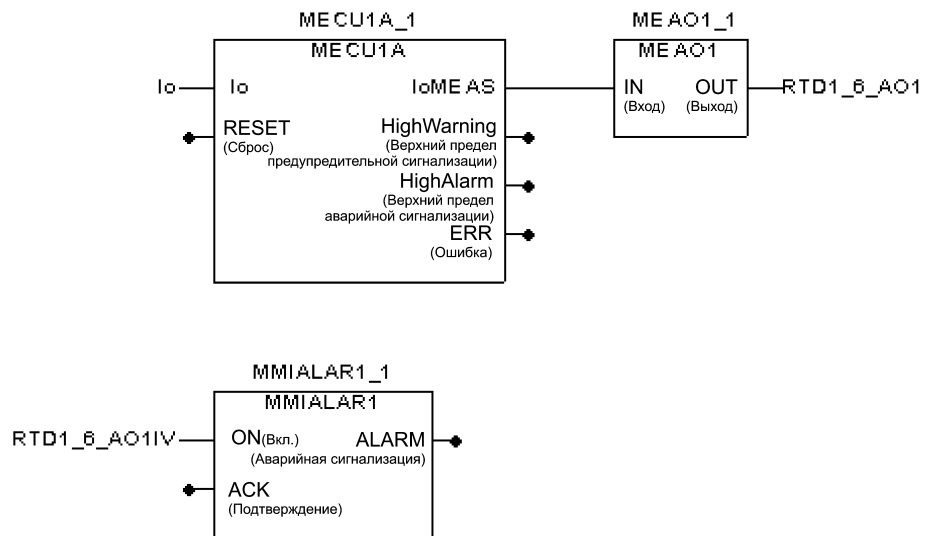 MECU1A_1
MEAO1_1
MECU1A
MEAO1
Io
Io
IoMEAS
IN
OUT
RTD1_6_AO1
(Вход)
(Выход)
RESET
(Сброс)
HighWarning
(Верхний предел
предупредительной сигнализации)
HighAlarm
(Верхний предел
аварийной сигнализации)
ERR
(Ошибка)
MMIALAR1_1
MMIALAR1
RTD1_6_AO1IV
ON(Вкл.)
ALARM
(Аварийная сигнализация)
ACK
(Подтверждение)